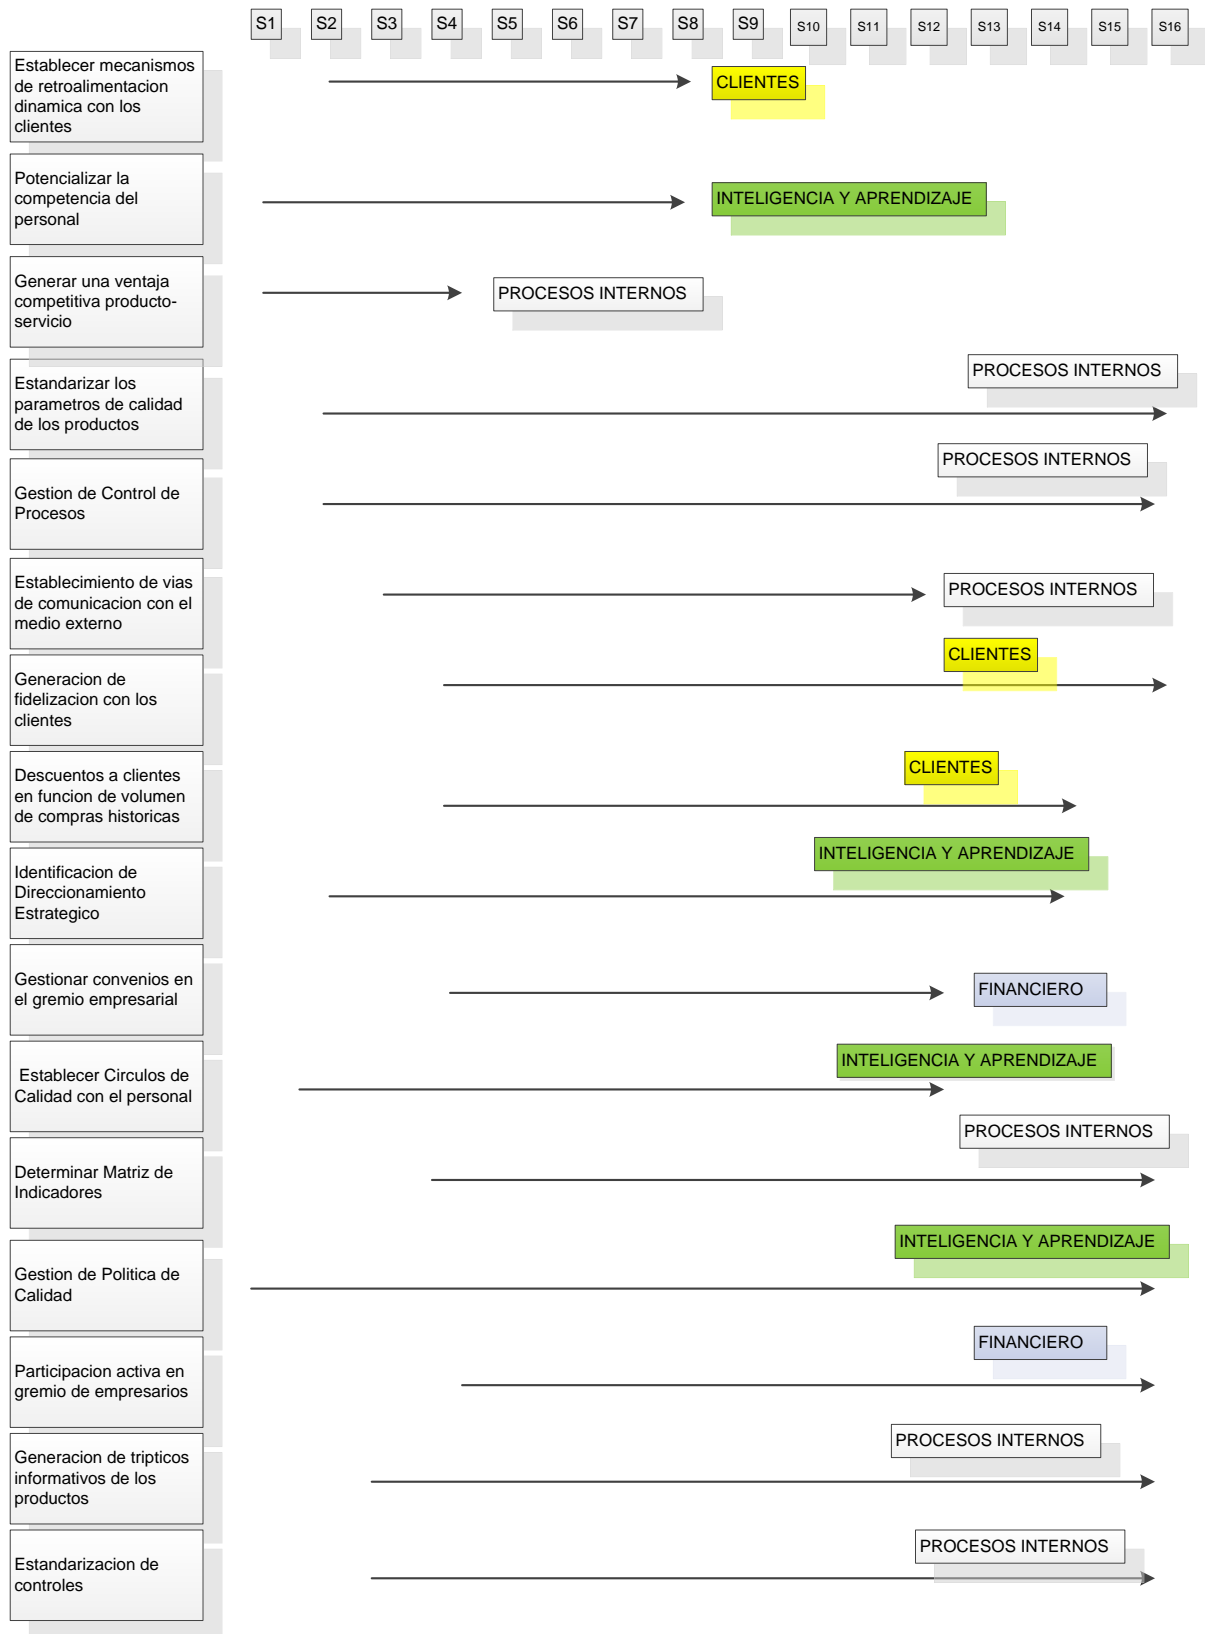 S1 S2 S3 S4 S5 S6 S7 S8 S9 S10 S11 S12 S13 S14 S15 S16
Establecer mecanismos
de retroalimentacion
dinamica con los
clientes
CLIENTES
Potencializar la
competencia del
personal
INTELIGENCIA Y APRENDIZAJE
Generar una ventaja
competitiva producto-
servicio
PROCESOS INTERNOS
Estandarizar los
parametros de calidad
de los productos
PROCESOS INTERNOS
Gestion de Control de
Procesos
PROCESOS INTERNOS
Establecimiento de vias
de comunicacion con el
medio externo
PROCESOS INTERNOS
Generacion de
fidelizacion con los
clientes
CLIENTES
Descuentos a clientes
en funcion de volumen
de compras historicas
CLIENTES
Identificacion de
Direccionamiento
Estrategico
INTELIGENCIA Y APRENDIZAJE
Gestionar convenios en
el gremio empresarial
FINANCIERO
Establecer Circulos de
Calidad con el personal
INTELIGENCIA Y APRENDIZAJE
Determinar Matriz de
Indicadores
PROCESOS INTERNOS
Gestion de Politica de
Calidad
INTELIGENCIA Y APRENDIZAJE
Participacion activa en
gremio de empresarios
FINANCIERO
Generacion de tripticos
informativos de los
productos
PROCESOS INTERNOS
Estandarizacion de
controles
PROCESOS INTERNOS